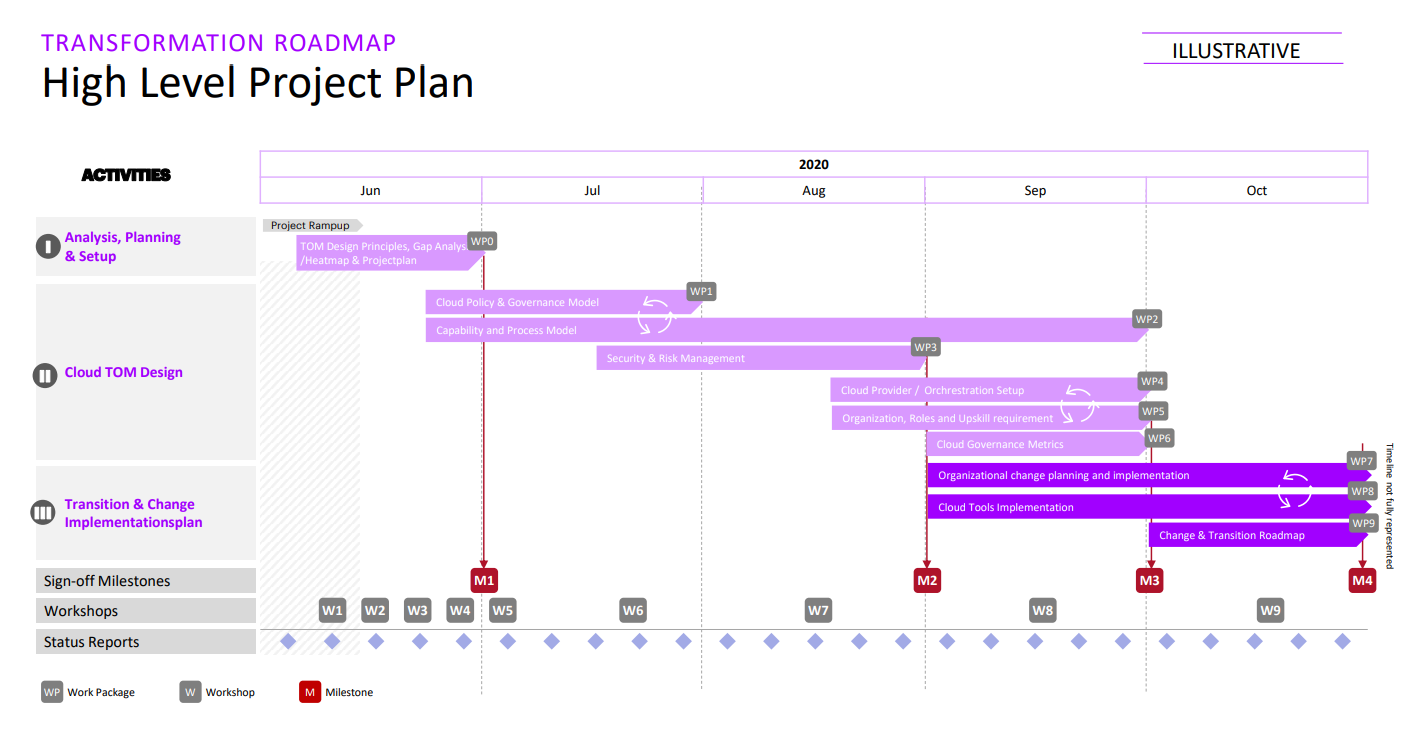 TRANSFORMATION ROADMAP
High Level Project Plan
ILLUSTRATIVE
ACTIVITIES
2020
Jun
Jul
Aug
Sep
Oct
Project Rampup
Analysis, Planning
& Setup
TOM Design Principles, Gap Analys
/Heatmap & Projectplan
WP0
Cloud TOM Design
Cloud Policy & Governance Model
WP1
Capability and Process Model
WP2
Security & Risk Management
WP3
Cloud Provider / Orchrestration Setup
WP4
Organization, Roles and Upskill requirement
WP5
Cloud Governance Metrics
WP6
Transition & Change
Implementationsplan
Organizational change planning and implementation
WP7
Cloud Tools Implementation
WP8
Change & Transition Roadmap
WP9
Timeline not fully represented
Sign-off Milestones
M1
M2
M3
M4
Workshops
W1
W2
W3
W4
W5
W6
W7
W8
W9
Status Reports
WP Work Package
W Workshop
M Milestone